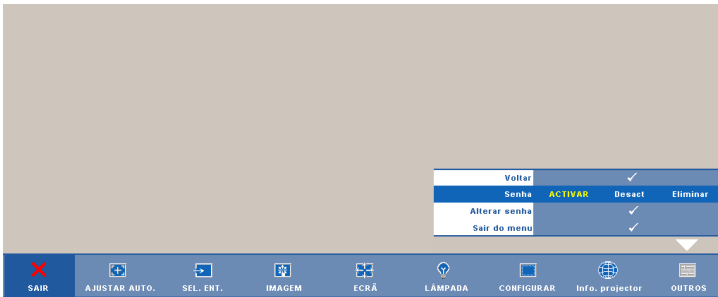 Voltar
Senha ACTIVAR Desact Eliminar
Alterar senha
Sair do menu
SAIR AJUSTAR AUTO. SEL. ENT. IMAGEM ECRÃ LÂMPADA CONFIGURAR Info. projector OUTROS